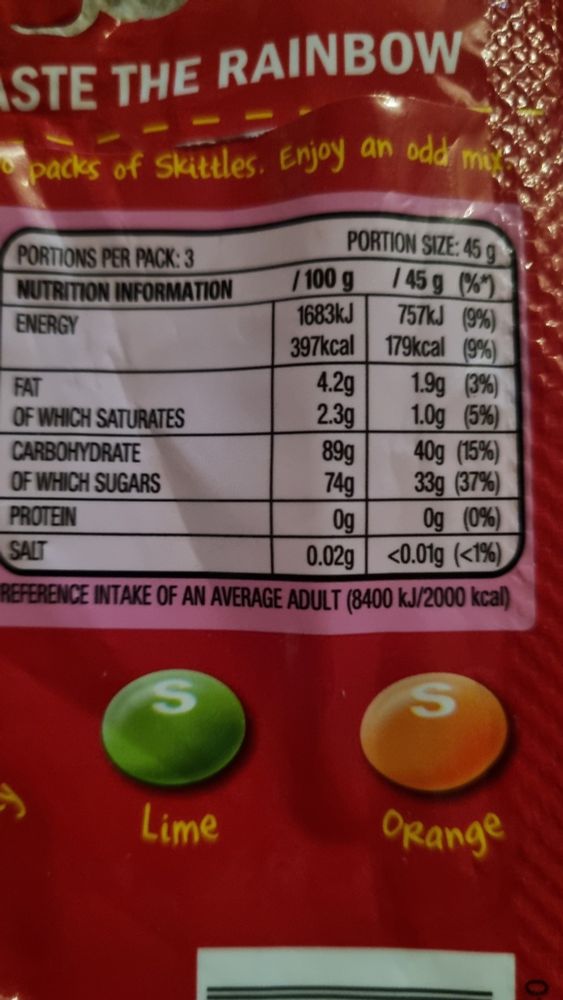 THE RAINBOW
packs of Skittles. Enjoy an odd
PORTIONS PER PACK: 3 PORTION SIZE: 45 g
NUTRITION INFORMATION / 100 g / 45 g (%*)
ENERGY 1683kJ 757kJ (9%)
397kcal 179kcal (9%)
FAT 4.2g 1.9g (3%)
OF WHICH SATURATES 2.3g 1.0g (5%)
CARBOHYDRATE 89g 40g (15%)
OF WHICH SUGARS 74g 33g (37%)
PROTEIN 0g 0g (0%)
SALT 0.02g <0.01g (<1%)
REFERENCE INTAKE OF AN AVERAGE ADULT (8400 kJ/2000 kcal)
S S
Lime Orange